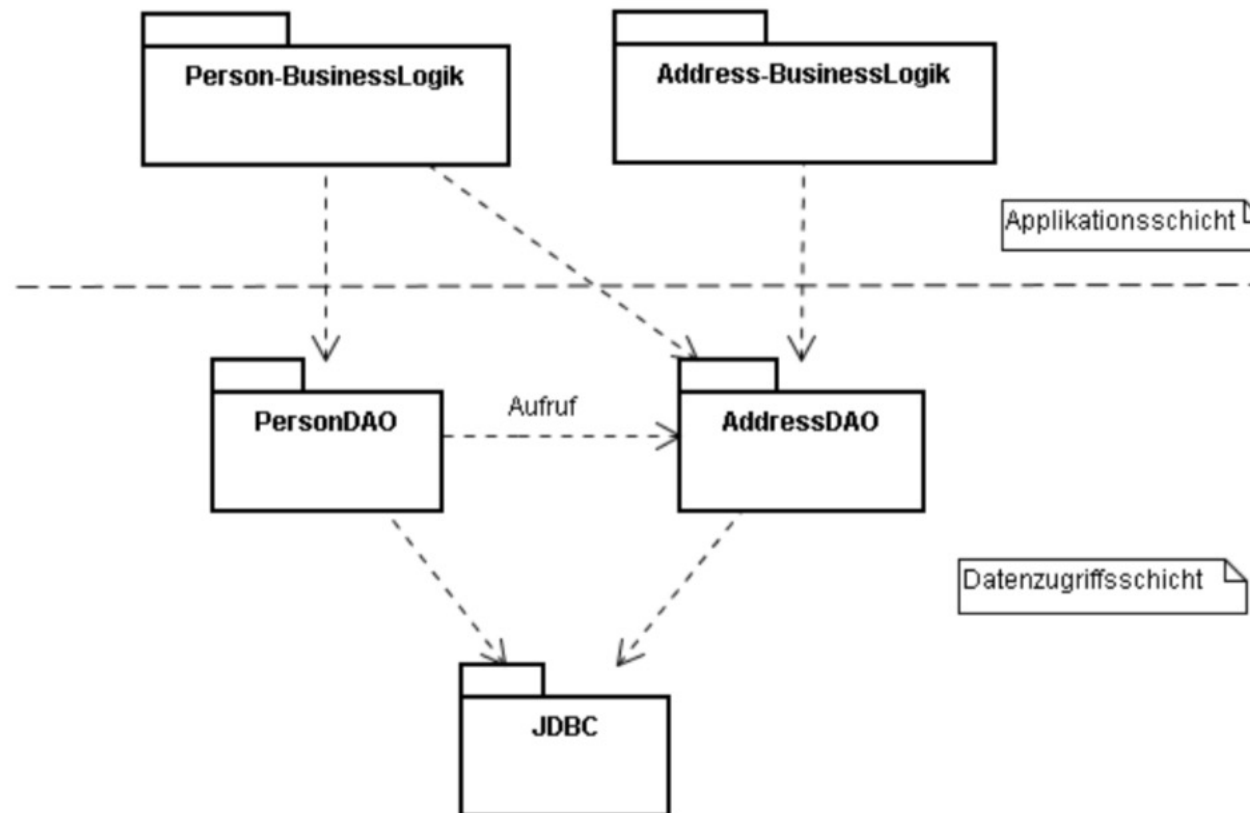 Person-BusinessLogik
Address-BusinessLogik
Applikationsschicht
Aufruf
PersonDAO
AddressDAO
Datenzugriffsschicht
JDBC